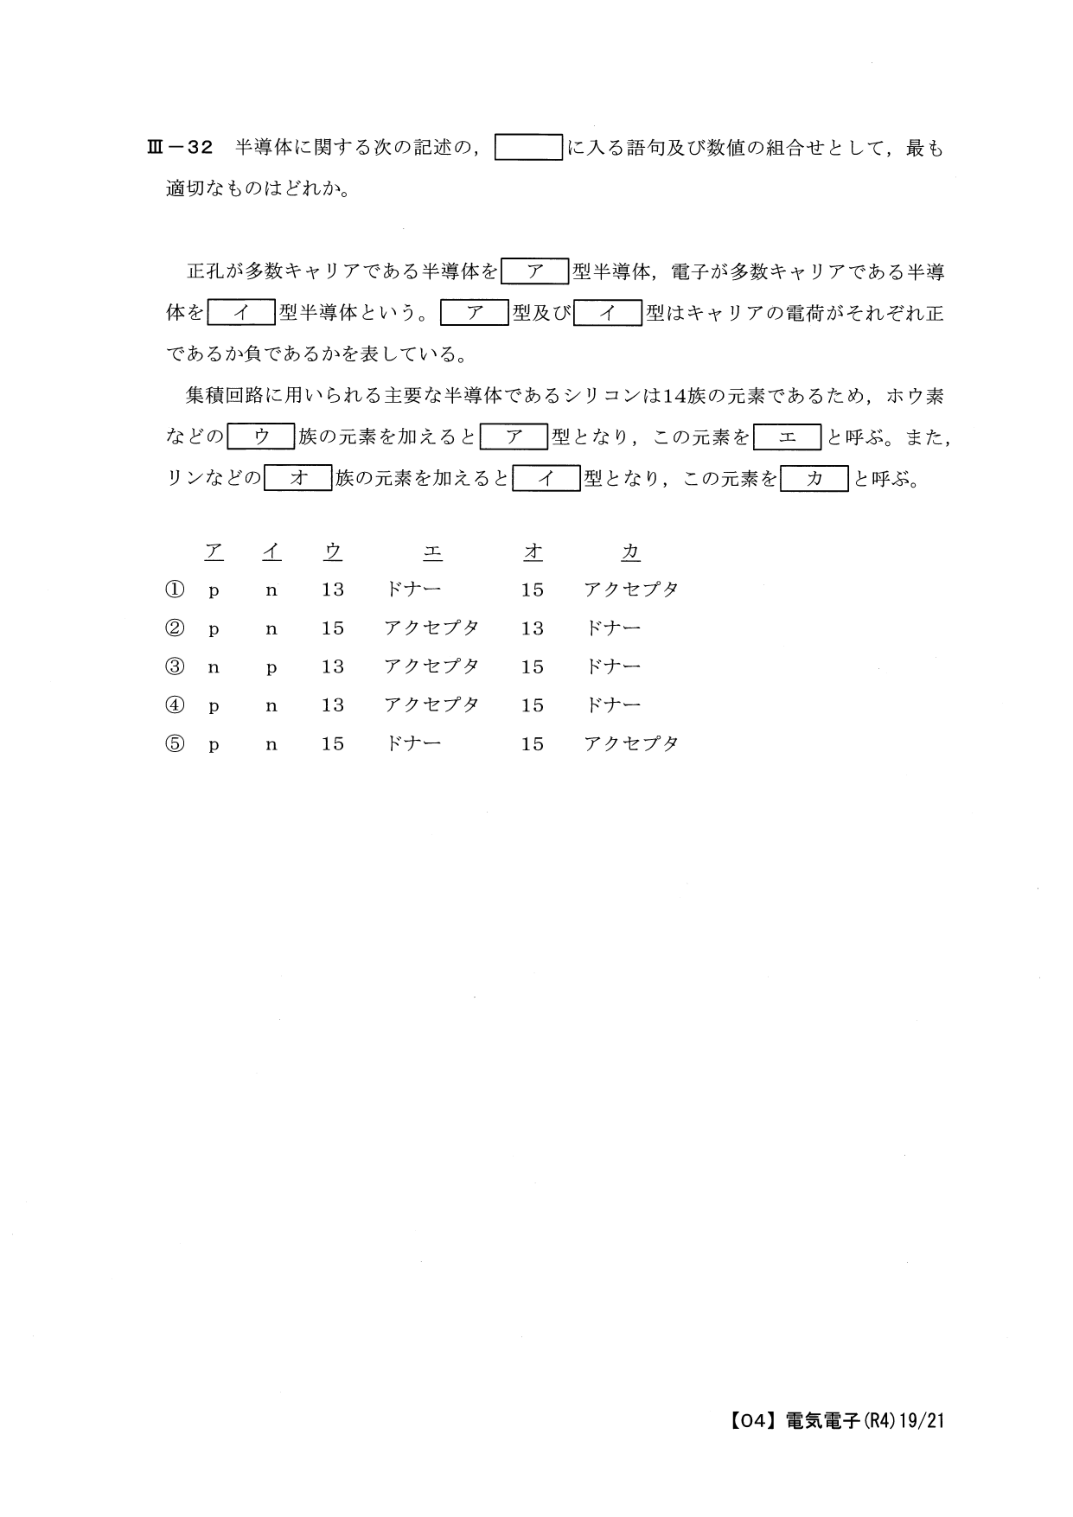 Ⅲ－32　半導体に関する次の記述の，　　　に入る語句及び数値の組合せとして，最も
適切なものはどれか。
正孔が多数キャリアである半導体を ア 型半導体，電子が多数キャリアである半導
体を イ 型半導体という。 ア 型及び イ 型はキャリアの電荷がそれぞれ正
であるか負であるかを表している。
集積回路に用いられる主要な半導体であるシリコンは14族の元素であるため，ホウ素
などの ウ 族の元素を加えると ア 型となり，この元素を エ と呼ぶ。また，
リンなどの オ 族の元素を加えると イ 型となり，この元素を カ と呼ぶ。
ア　イ　ウ　エ　オ　カ
①　p　n　13　ドナー　15　アクセプタ
②　p　n　15　アクセプタ　13　ドナー
③　n　p　13　アクセプタ　15　ドナー
④　p　n　13　アクセプタ　15　ドナー
⑤　p　n　15　ドナー　15　アクセプタ
【04】電気電子(R4)19/21